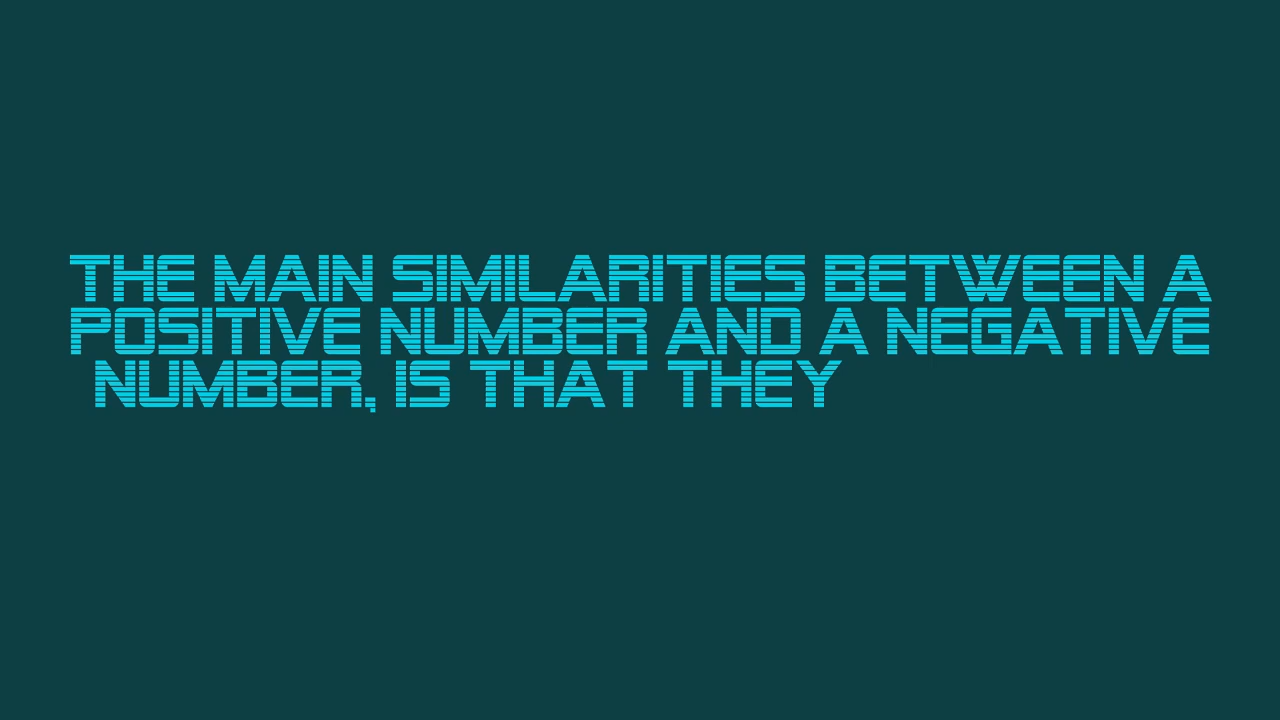 THE MAIN SIMILARITIES BETWEEN A
POSITIVE NUMBER AND A NEGATIVE
NUMBER, IS THAT THEY